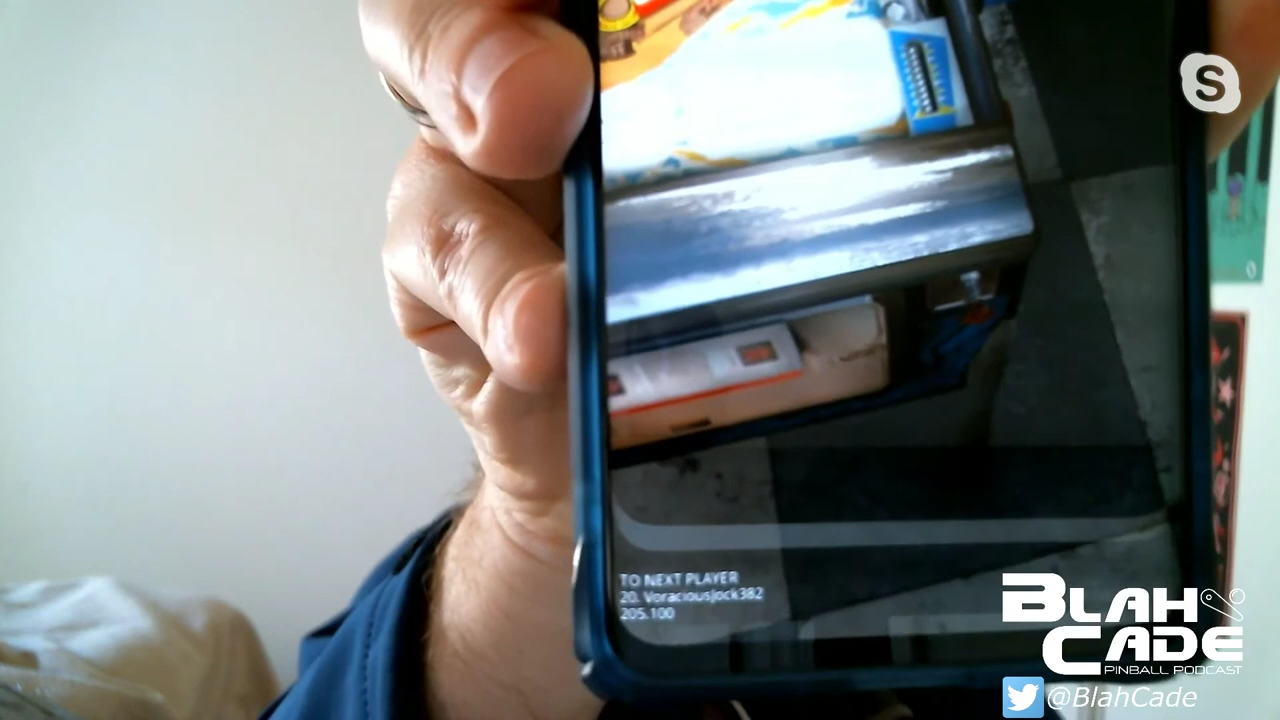 S
TO NEXT PLAYER
20. VoraciousJock382
205.100
BLAH
CADE
PINBALL PODCAST
@BlahCade